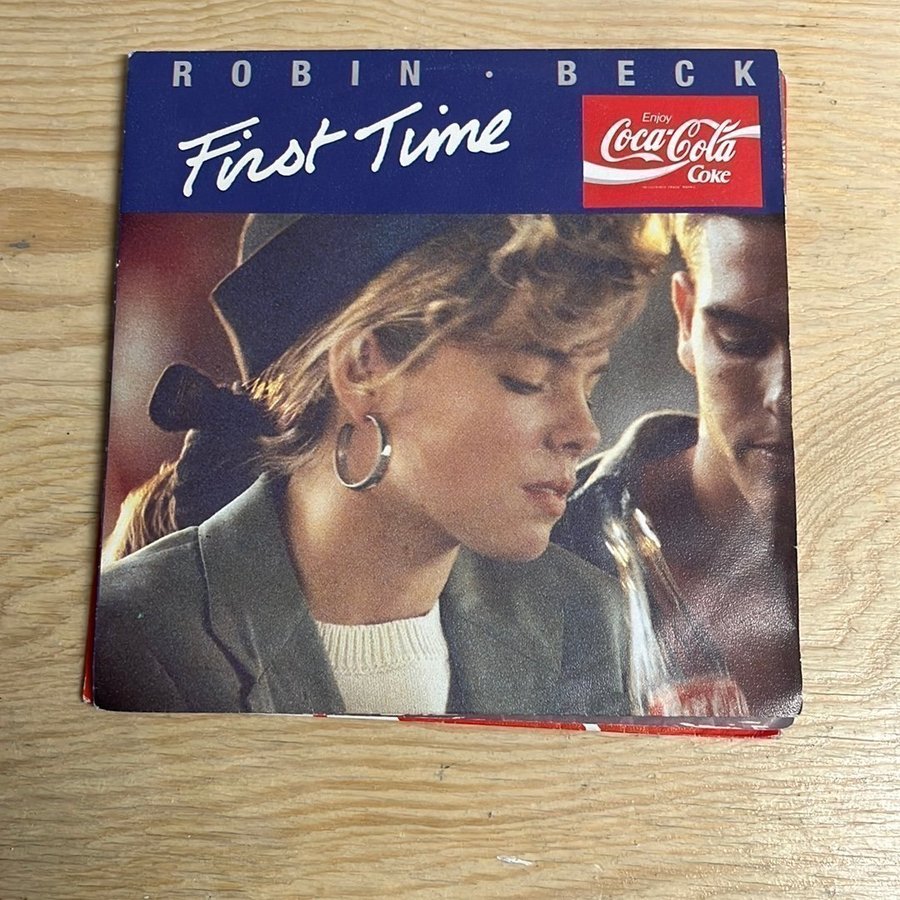 ROBIN · BECK
First Time
Enjoy
Coca-Cola
Coke